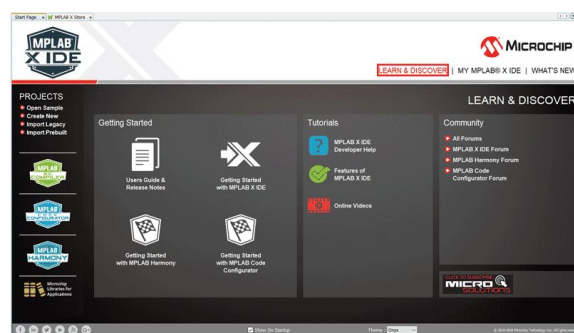 Start Page
MPLAB X Store
MPLAB
X IDE
MICROCHIP
LEARN & DISCOVER | MY MPLAB® X IDE | WHAT'S NEW
PROJECTS
Open Sample
Create New
Import Legacy
Import Prebuilt
MPLAB
COMPILER
MPLAB
CONFIGURATOR
MPLAB
HARMONY
Microchip
Libraries for
Applications
LEARN & DISCOVER
Getting Started
Users Guide &
Release Notes
Getting Started
with MPLAB X IDE
Getting Started
with MPLAB Harmony
Getting Started
with MPLAB Code
Configurator
Tutorials
MPLAB X IDE
Developer Help
Features of
MPLAB X IDE
Online Videos
Community
All Forums
MPLAB X IDE Forum
MPLAB Harmony Forum
MPLAB Code
Configurator Forum
CLICK TO SUBSCRIBE
MICRO
SOLUTIONS
Show On Startup
Theme : Onyx